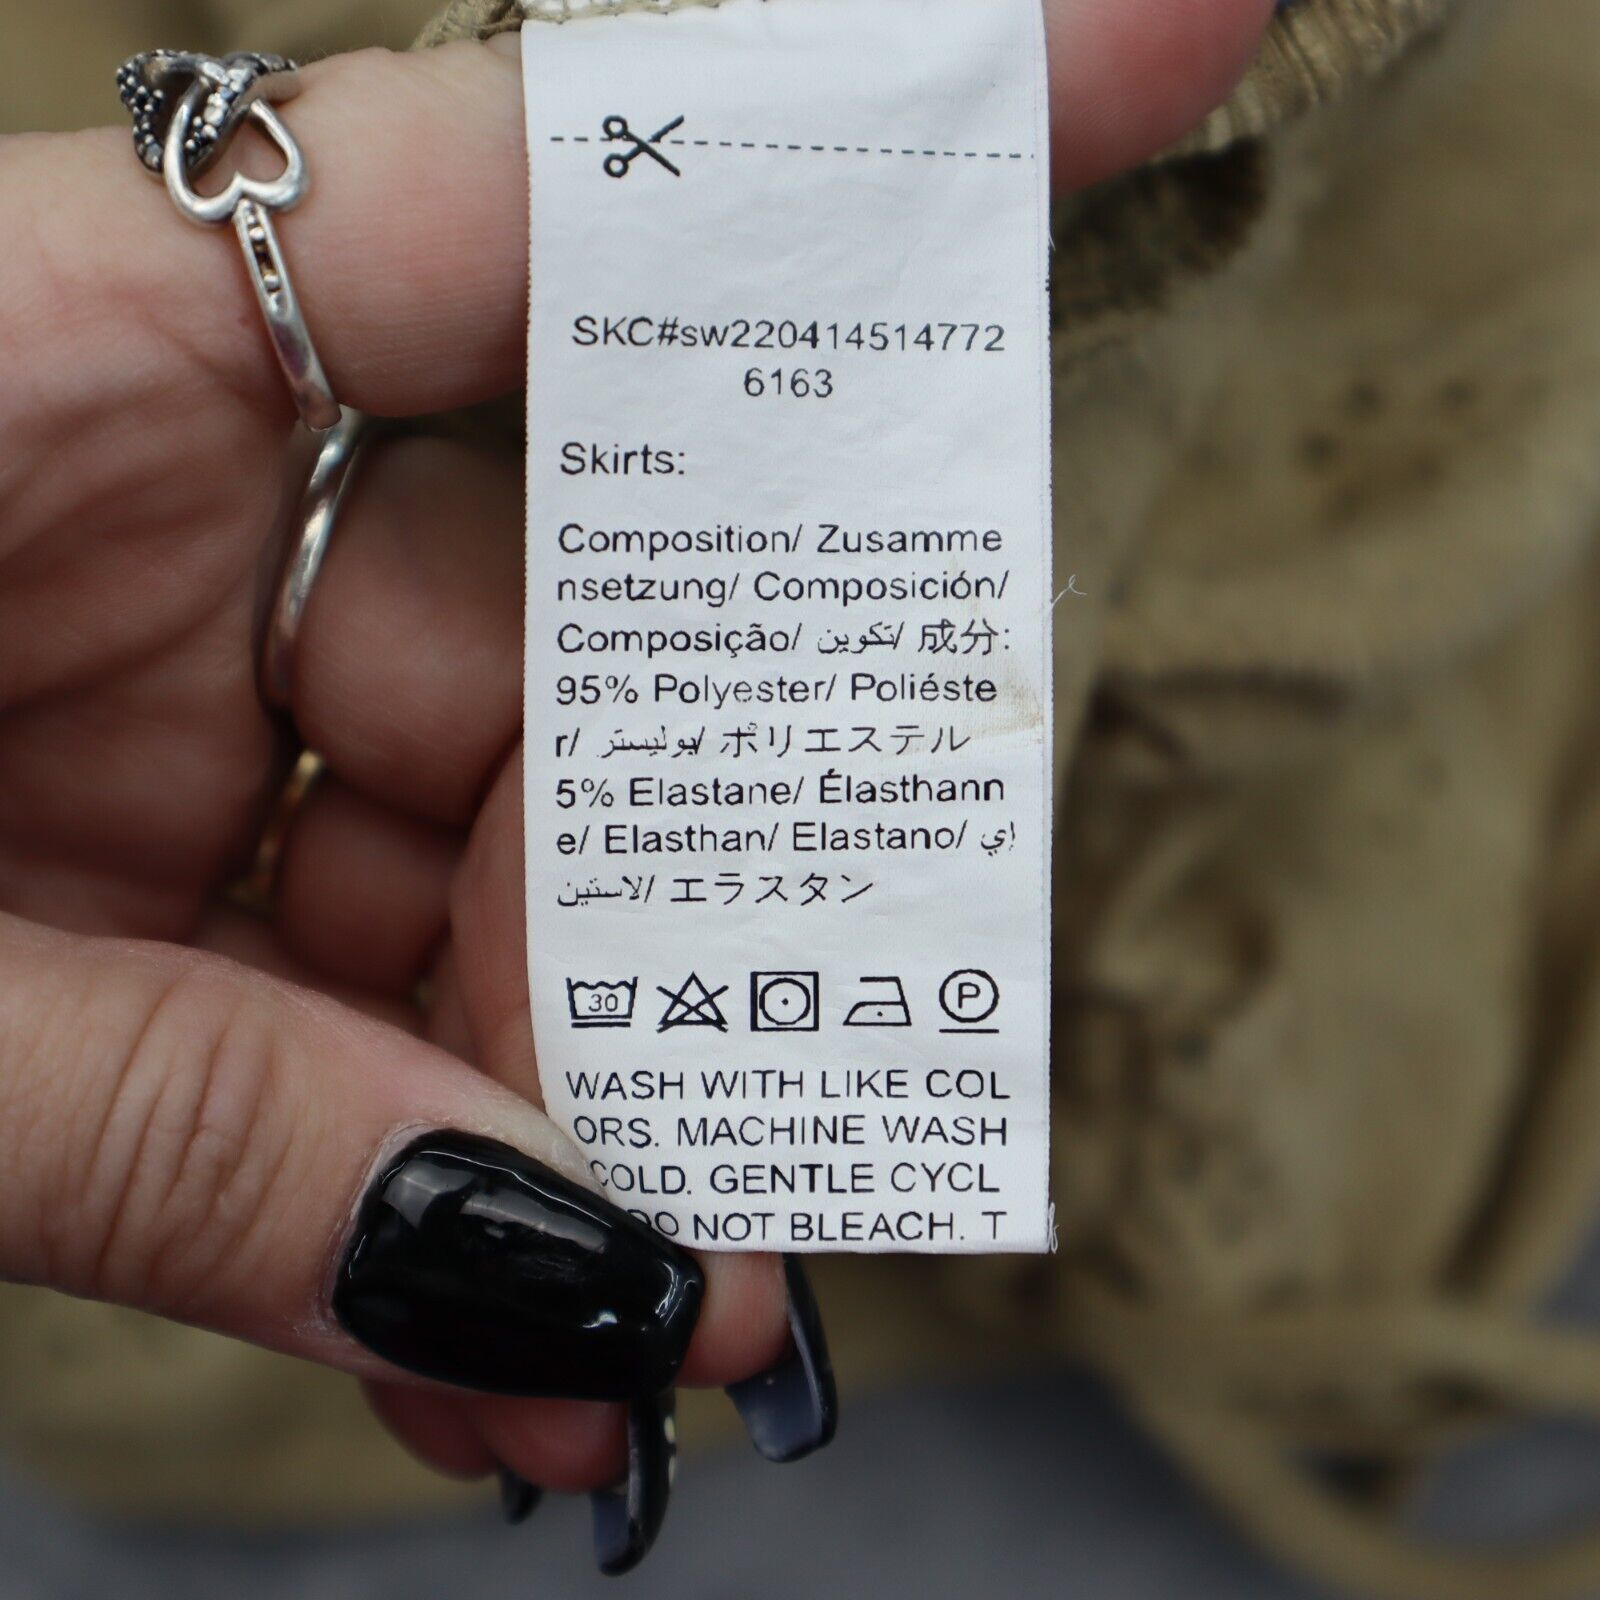 SKC#sw220414514772
6163
Skirts:
Composition/ Zusamme
nsetzung/ Composición/
Composição/ تكوين/ 成分:
95% Polyester/ Poliéste
r/ بوليستر/ ポリエステル
5% Elastane/ Élasthann
e/ Elasthan/ Elastano/ إي
لاستين/ エラスタン
30
P
WASH WITH LIKE COL
ORS. MACHINE WASH
COLD. GENTLE CYCL
DO NOT BLEACH. T